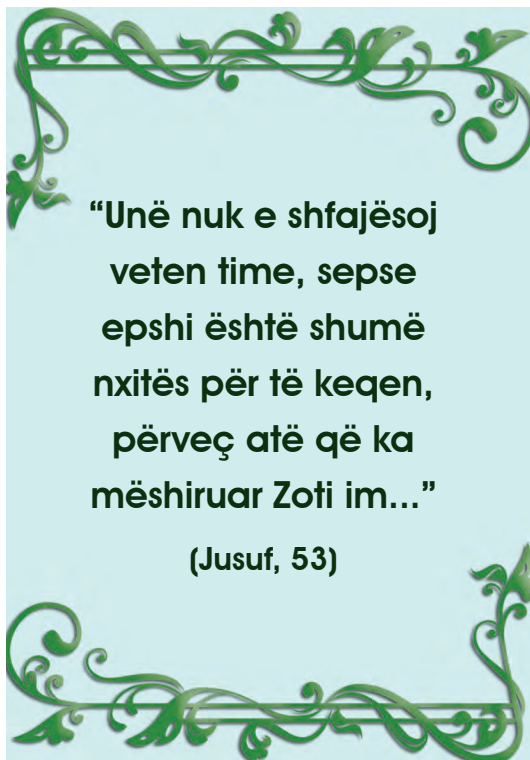 “Unë nuk e shfajësoj
veten time, sepse
epshi është shumë
nxitës për të keqen,
përveç atë që ka
mëshiruar Zoti im...”
(Jusuf, 53)